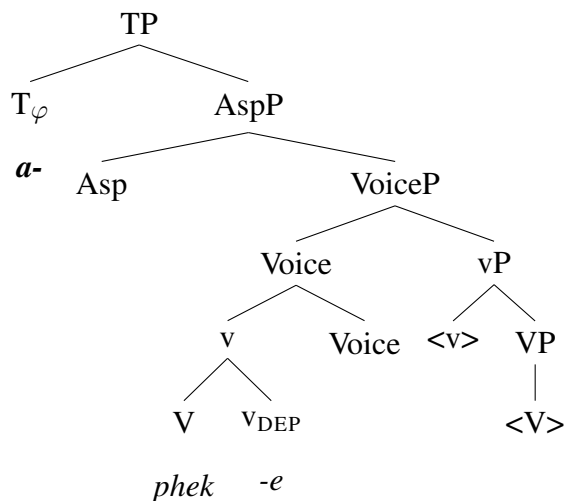 TP
Tφ AspP
a- Asp VoiceP
Voice vP
v Voice <v> VP
V vDEP <V>
phek -e